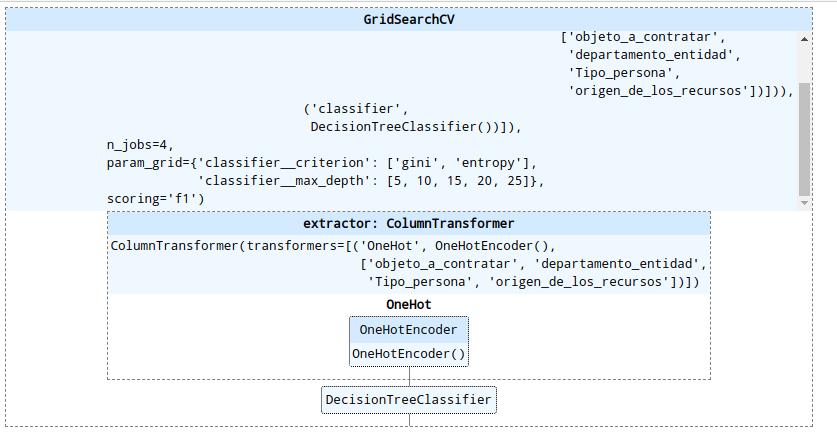 GridSearchCV
['objeto_a_contratar',
'departamento_entidad',
'Tipo_persona',
'origen_de_los_recursos'])])),
('classifier',
DecisionTreeClassifier())]),
n_jobs=4,
param_grid={'classifier__criterion': ['gini', 'entropy'],
'classifier__max_depth': [5, 10, 15, 20, 25]},
scoring='f1')
extractor: ColumnTransformer
ColumnTransformer(transformers=[('OneHot', OneHotEncoder(),
['objeto_a_contratar', 'departamento_entidad',
'Tipo_persona', 'origen_de_los_recursos'])])
OneHot
OneHotEncoder
OneHotEncoder()
DecisionTreeClassifier